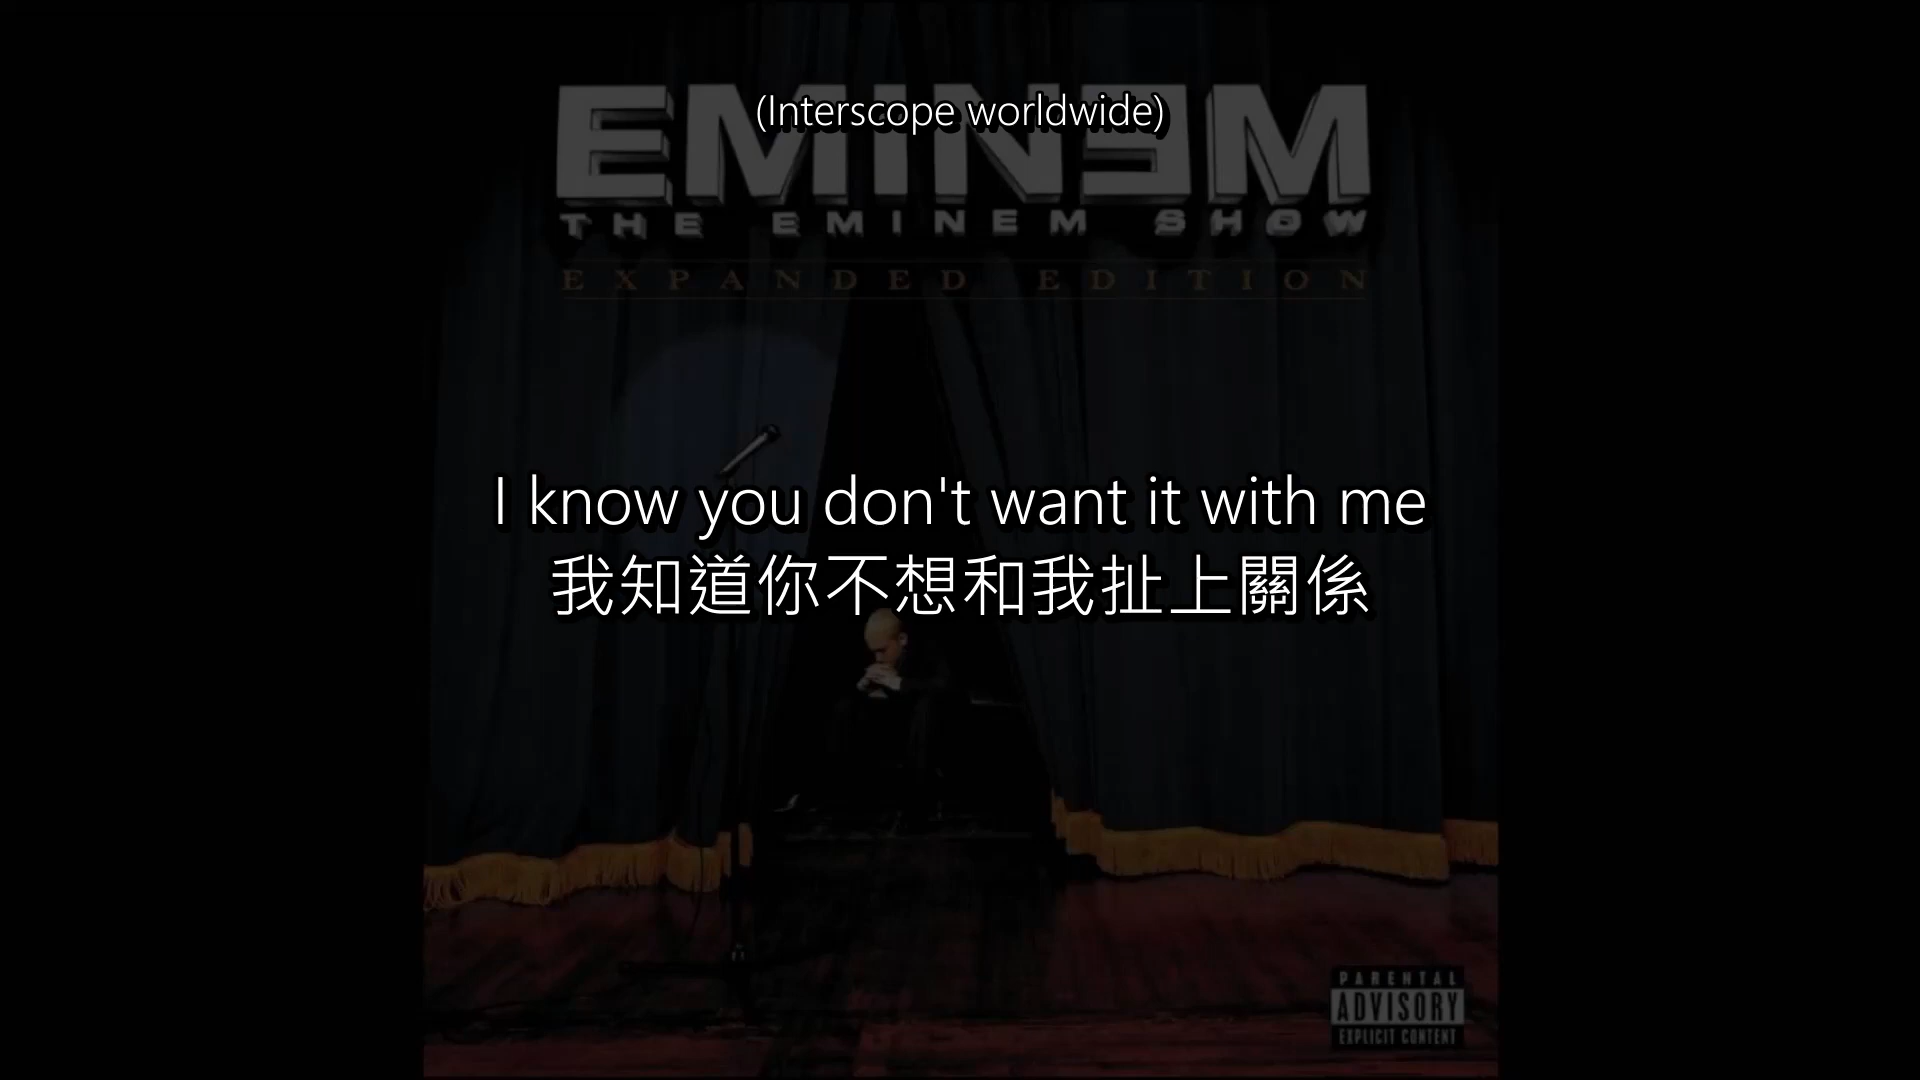 EMINEM
(Interscope worldwide)
THE EMINEM SHOW
EXPANDED EDITION
I know you don't want it with me
我知道你不想和我扯上關係
PARENTAL
ADVISORY
EXPLICIT CONTENT